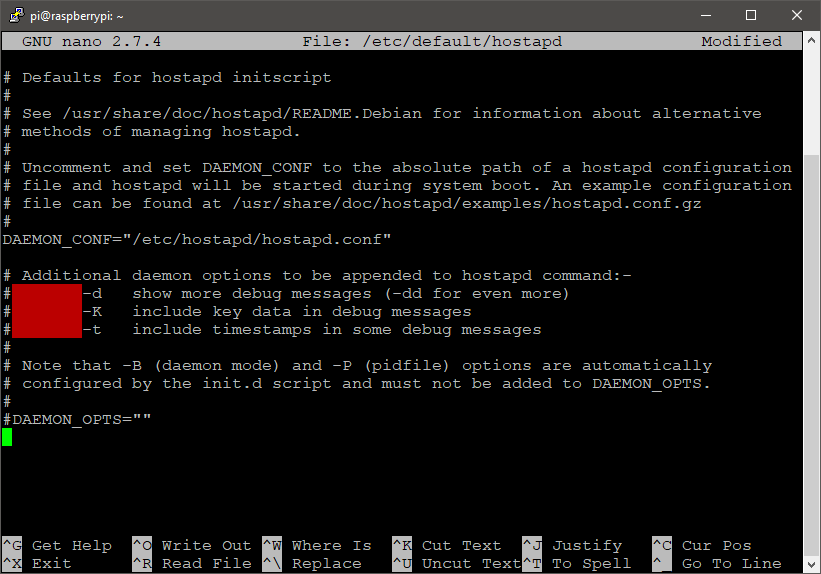 pi@raspberrypi: ~
GNU nano 2.7.4 File: /etc/default/hostapd Modified
# Defaults for hostapd initscript
#
# See /usr/share/doc/hostapd/README.Debian for information about alternative
# methods of managing hostapd.
#
# Uncomment and set DAEMON_CONF to the absolute path of a hostapd configuration
# file and hostapd will be started during system boot. An example configuration
# file can be found at /usr/share/doc/hostapd/examples/hostapd.conf.gz
#
DAEMON_CONF="/etc/hostapd/hostapd.conf"
# Additional daemon options to be appended to hostapd command:-
# -d show more debug messages (-dd for even more)
# -K include key data in debug messages
# -t include timestamps in some debug messages
#
# Note that -B (daemon mode) and -P (pidfile) options are automatically
# configured by the init.d script and must not be added to DAEMON_OPTS.
#
#DAEMON_OPTS=""
^G Get Help ^O Write Out ^W Where Is ^K Cut Text ^J Justify ^C Cur Pos
^X Exit ^R Read File ^\ Replace ^U Uncut Text ^T To Spell ^_ Go To Line